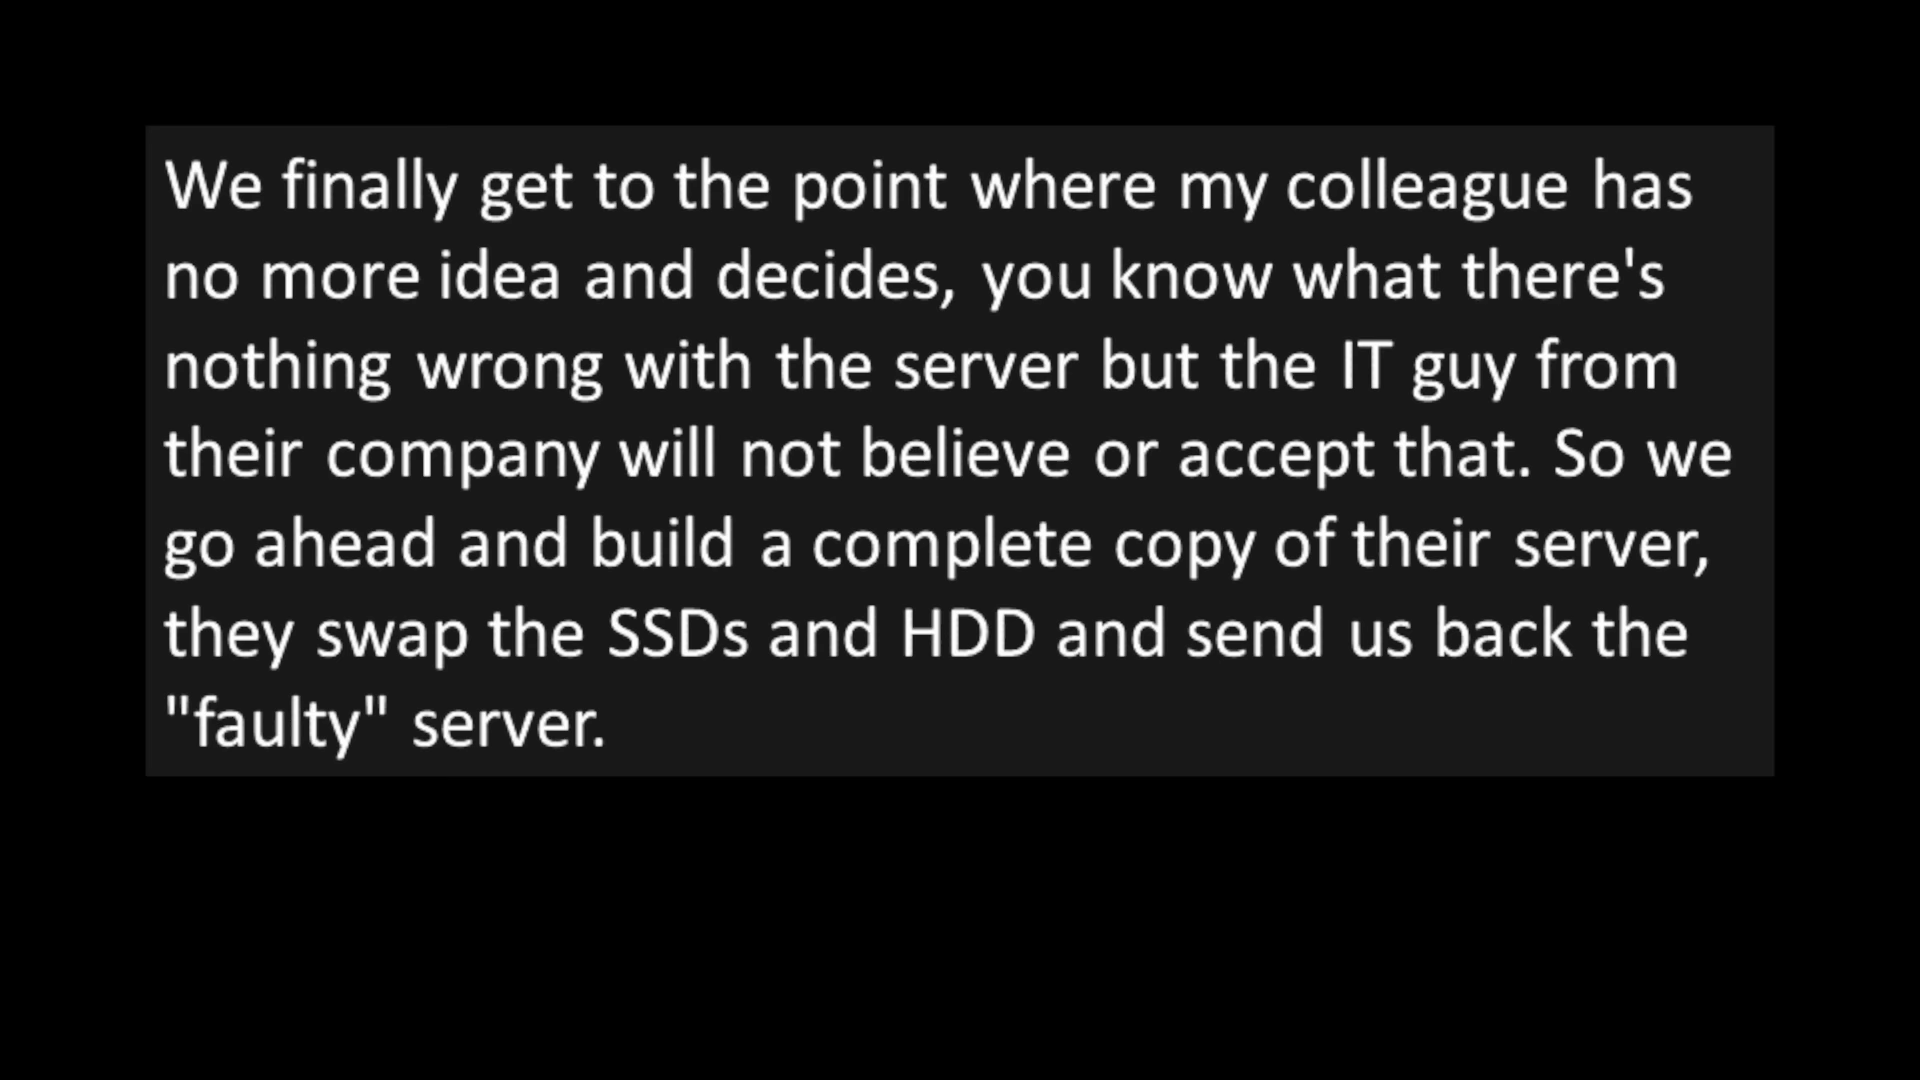 We finally get to the point where my colleague has
no more idea and decides, you know what there's
nothing wrong with the server but the IT guy from
their company will not believe or accept that. So we
go ahead and build a complete copy of their server,
they swap the SSDs and HDD and send us back the
"faulty" server.